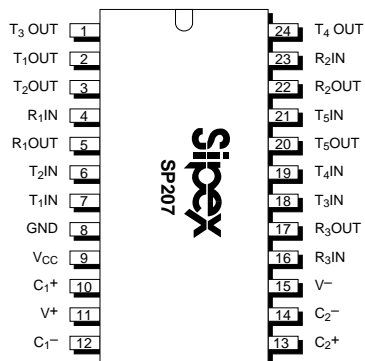 T3 OUT 1 24 T4 OUT
T1OUT 2 23 R2IN
T2OUT 3 22 R2OUT
R1IN 4 21 T5IN
R1OUT 5 20 T5OUT
T2IN 6 19 T4IN
T1IN 7 18 T3IN
GND 8 17 R3OUT
VCC 9 16 R3IN
C1+ 10 15 V–
V+ 11 14 C2–
C1– 12 13 C2+
Sipex
SP207